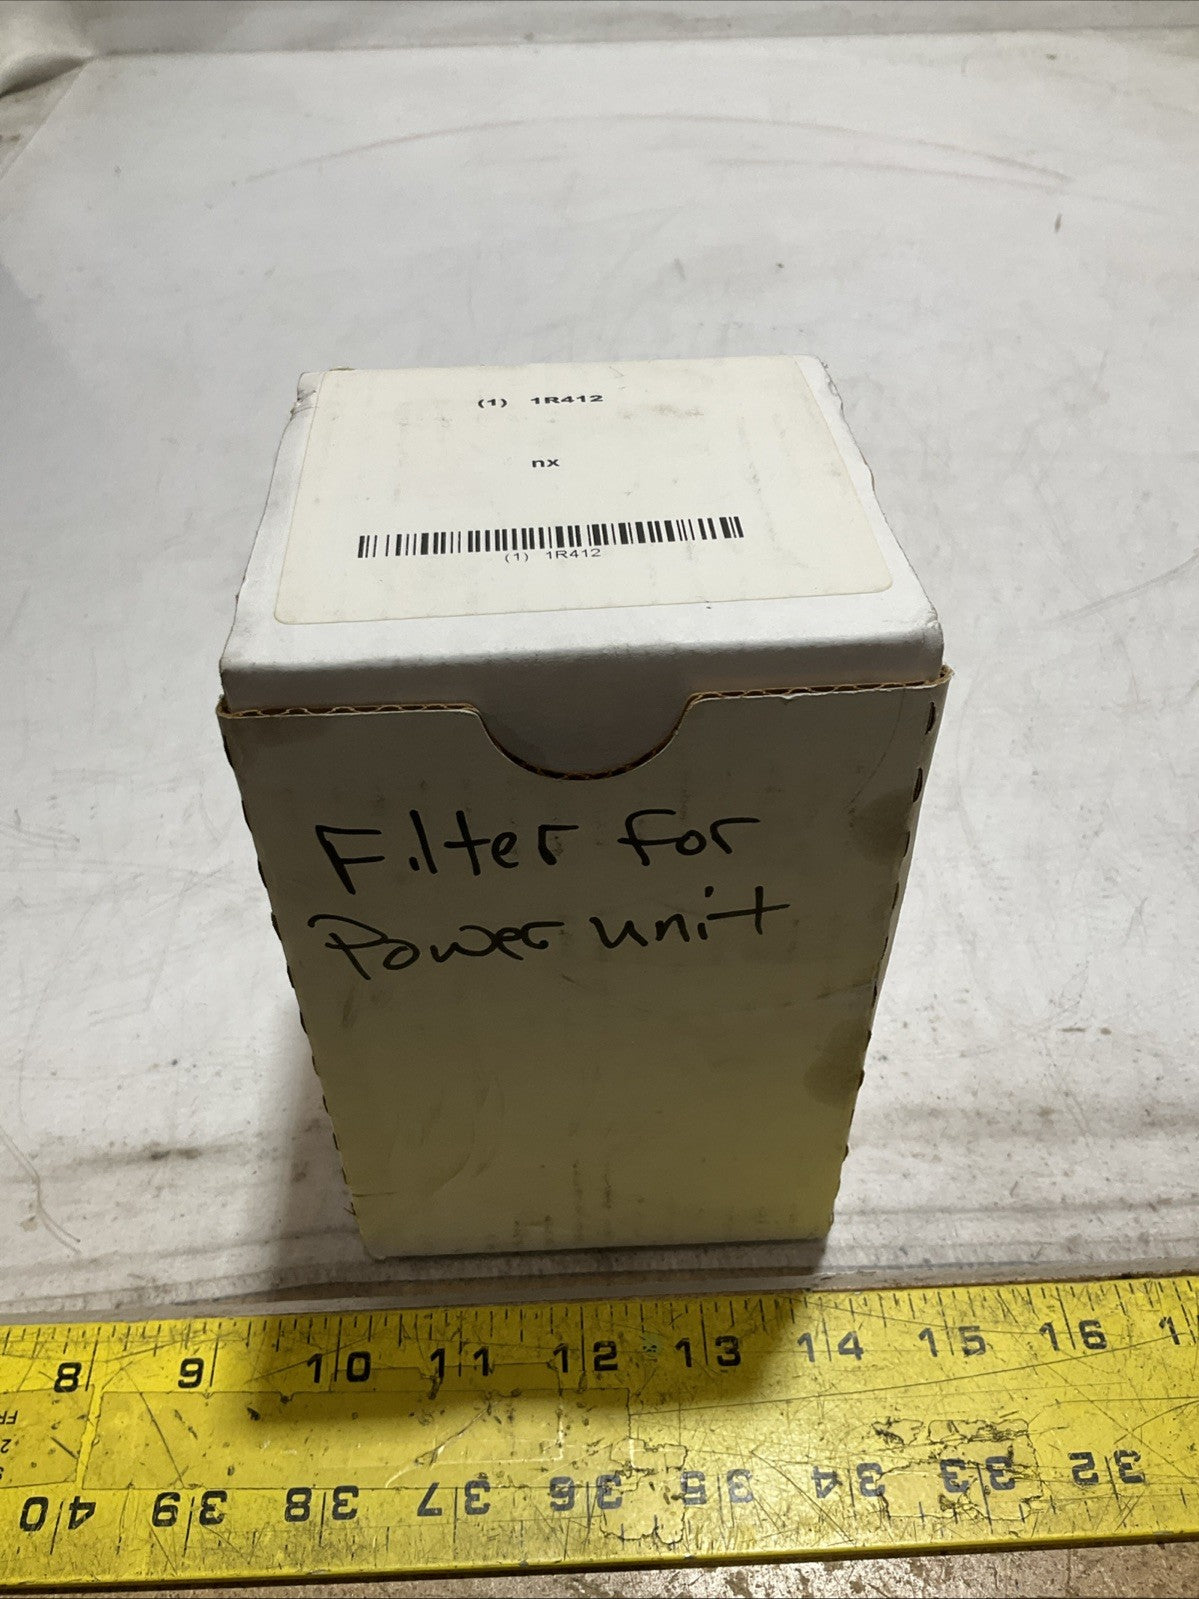 (1) 1R412
nx
(1) 1R412
Filter for
Power unit
8 9 10 11 12 13 14 15 16 1
40 39 38 37 36 35 34 33 32